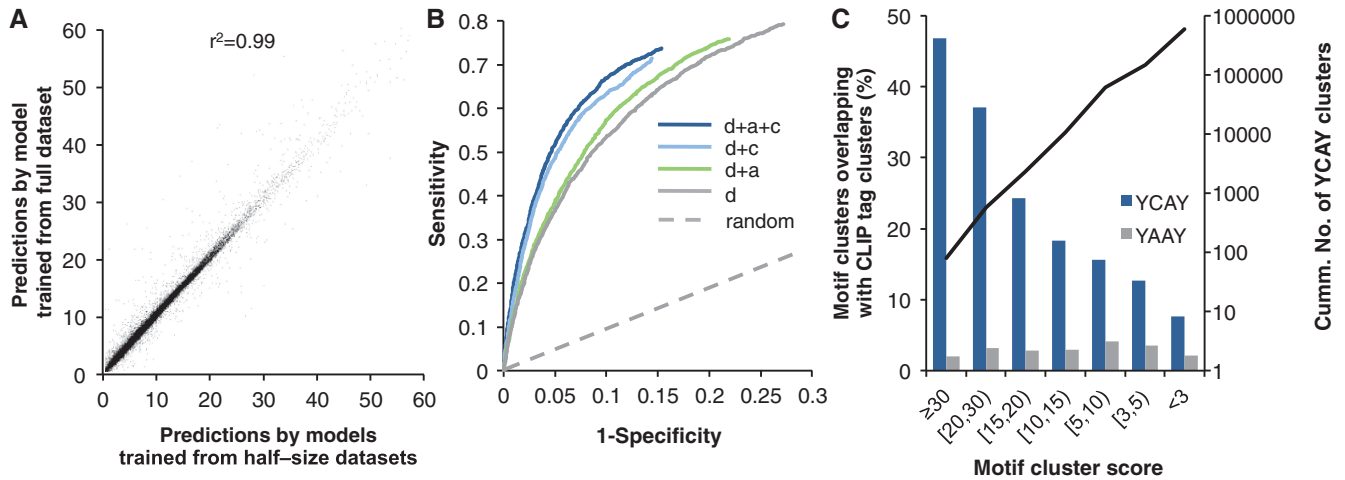 A
r²=0.99
60
50
40
30
20
10
0
0 10 20 30 40 50 60
Predictions by model
trained from full dataset
Predictions by models
trained from half–size datasets
B
0.8
0.7
0.6
0.5
0.4
0.3
0.2
0.1
0
0 0.05 0.1 0.15 0.2 0.25 0.3
Sensitivity
1-Specificity
d+a+c
d+c
d+a
d
random
C
50
40
30
20
10
0
Motif clusters overlapping
with CLIP tag clusters (%)
YCAY
YAAY
1000000
100000
10000
1000
100
10
1
Cumm. No. of YCAY clusters
≥30 [20,30) [15,20) [10,15) [5,10) [3,5) <3
Motif cluster score